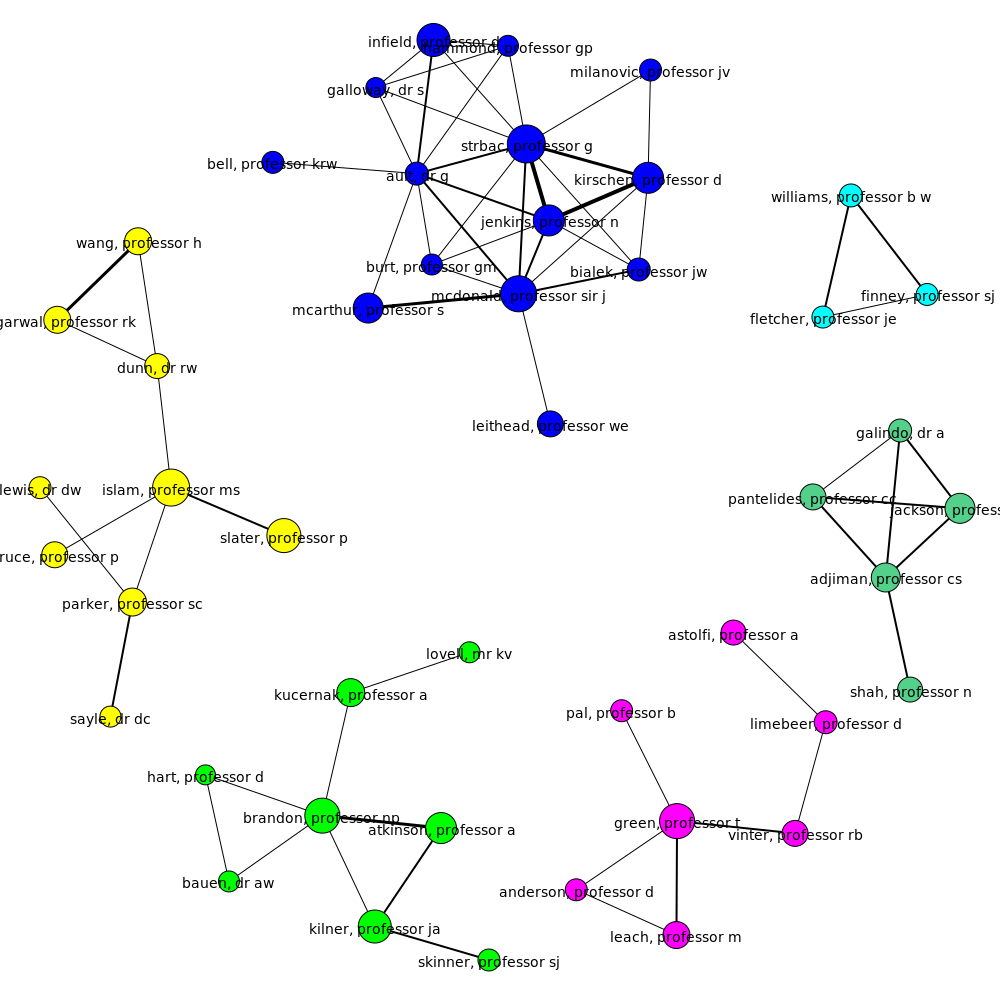 infield, professor d
hammond, professor gp
milanovic, professor jv
galloway, dr s
strbac, professor g
bell, professor krw
ault, dr g
kirschen, professor d
williams, professor b w
jenkins, professor n
wang, professor h
burt, professor gm
bialek, professor jw
mcdonald, professor sir j
finney, professor sj
mcarthur, professor s
fletcher, professor je
garwal, professor rk
dunn, dr rw
leithead, professor we
galindo, dr a
lewis, dr dw
islam, professor ms
pantelides, professor cc
jackson, profess
slater, professor p
ruce, professor p
adjiman, professor cs
parker, professor sc
astolfi, professor a
lovell, mr kv
kucernak, professor a
shah, professor n
pal, professor b
sayle, dr dc
limebeer, professor d
hart, professor d
brandon, professor np
atkinson, professor a
green, professor t
vinter, professor rb
bauen, dr aw
anderson, professor d
kilner, professor ja
leach, professor m
skinner, professor sj